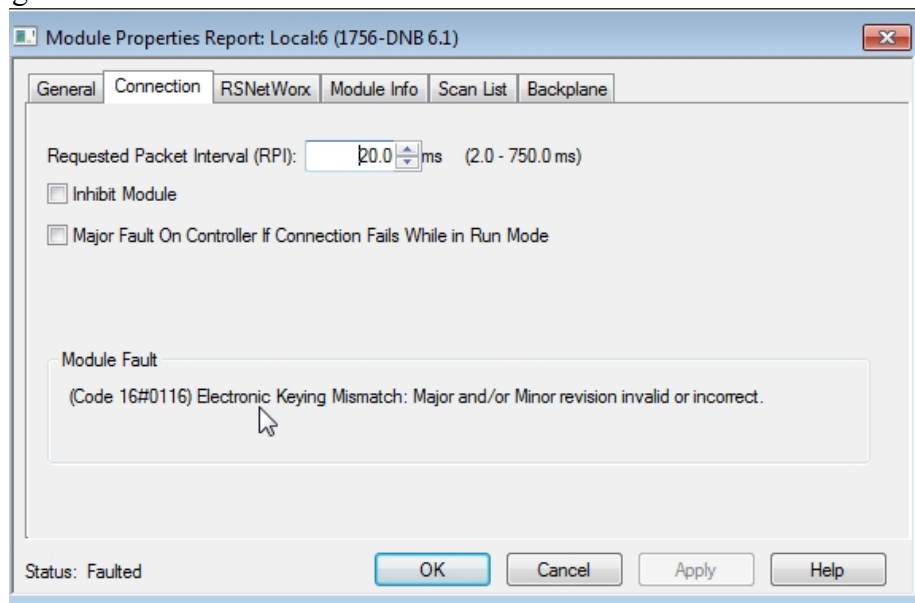 Module Properties Report: Local:6 (1756-DNB 6.1)
General Connection RSNetWorx Module Info Scan List Backplane
Requested Packet Interval (RPI): 20.0 ms (2.0 - 750.0 ms)
Inhibit Module
Major Fault On Controller If Connection Fails While in Run Mode
Module Fault
(Code 16#0116) Electronic Keying Mismatch: Major and/or Minor revision invalid or incorrect.
Status: Faulted OK Cancel Apply Help